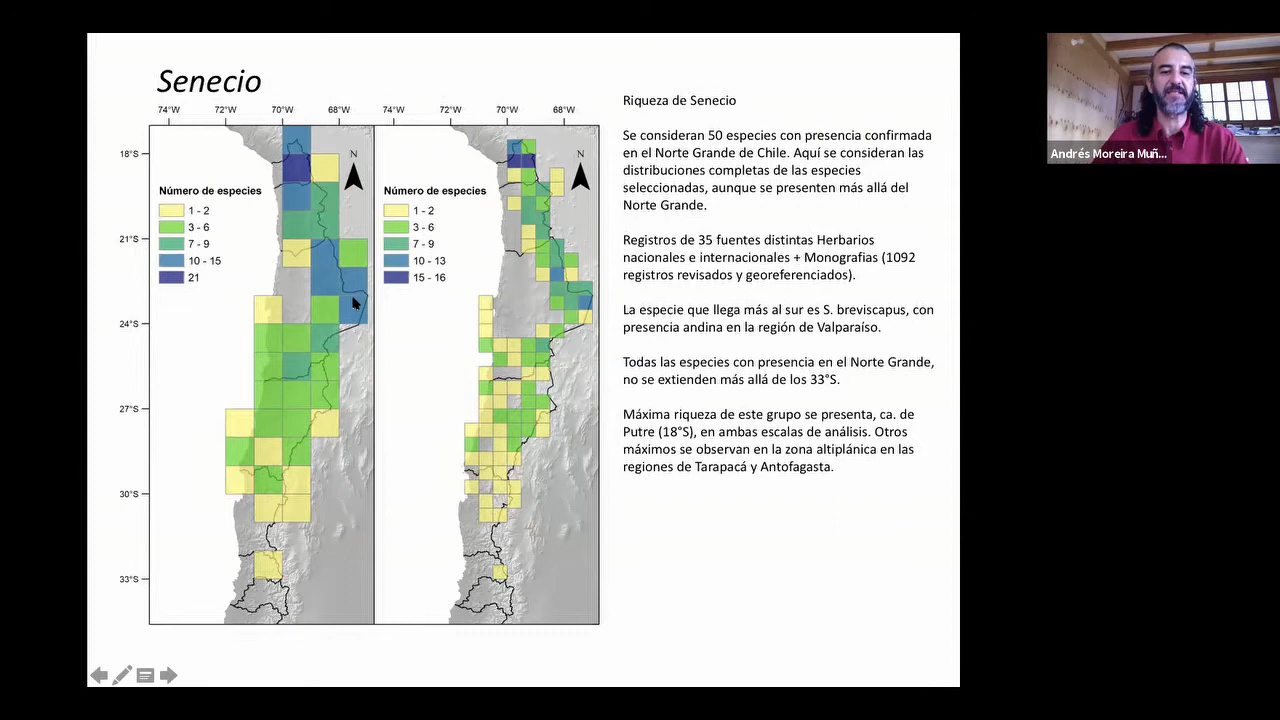 Senecio
74°W 72°W 70°W 68°W 72°W 70°W 68°W
18°S
21°S
24°S
27°S
30°S
33°S
N
Número de especies
1 - 2
3 - 6
7 - 9
10 - 15
21
N
Número de especies
1 - 2
3 - 6
7 - 9
10 - 13
15 - 16
Riqueza de Senecio
Se consideran 50 especies con presencia confirmada
en el Norte Grande de Chile. Aquí se consideran las
distribuciones completas de las especies
seleccionadas, aunque se presenten más allá del
Norte Grande.
Registros de 35 fuentes distintas Herbarios
nacionales e internacionales + Monografias (1092
registros revisados y georeferenciados).
La especie que llega más al sur es S. breviscapus, con
presencia andina en la región de Valparaíso.
Todas las especies con presencia en el Norte Grande,
no se extienden más allá de los 33°S.
Máxima riqueza de este grupo se presenta, ca. de
Putre (18°S), en ambas escalas de análisis. Otros
máximos se observan en la zona altiplánica en las
regiones de Tarapacá y Antofagasta.
Andrés Moreira Muñ...